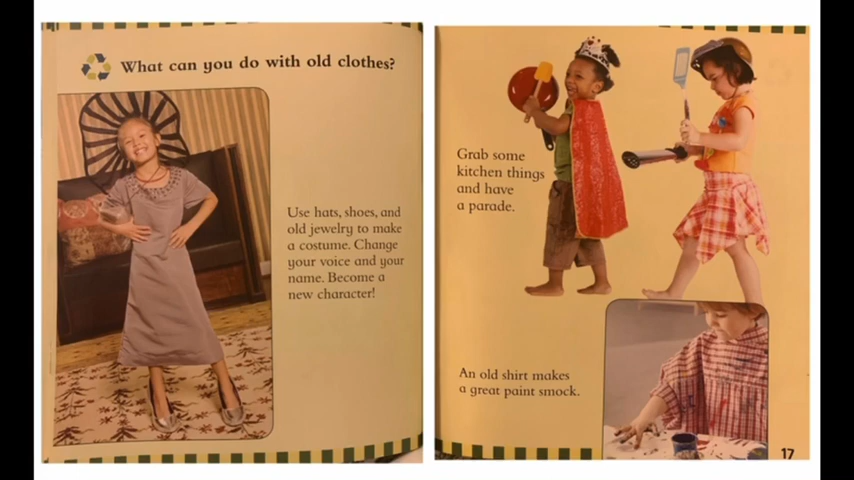 What can you do with old clothes?
Use hats, shoes, and
old jewelry to make
a costume. Change
your voice and your
name. Become a
new character!
Grab some
kitchen things
and have
a parade.
An old shirt makes
a great paint smock.
17